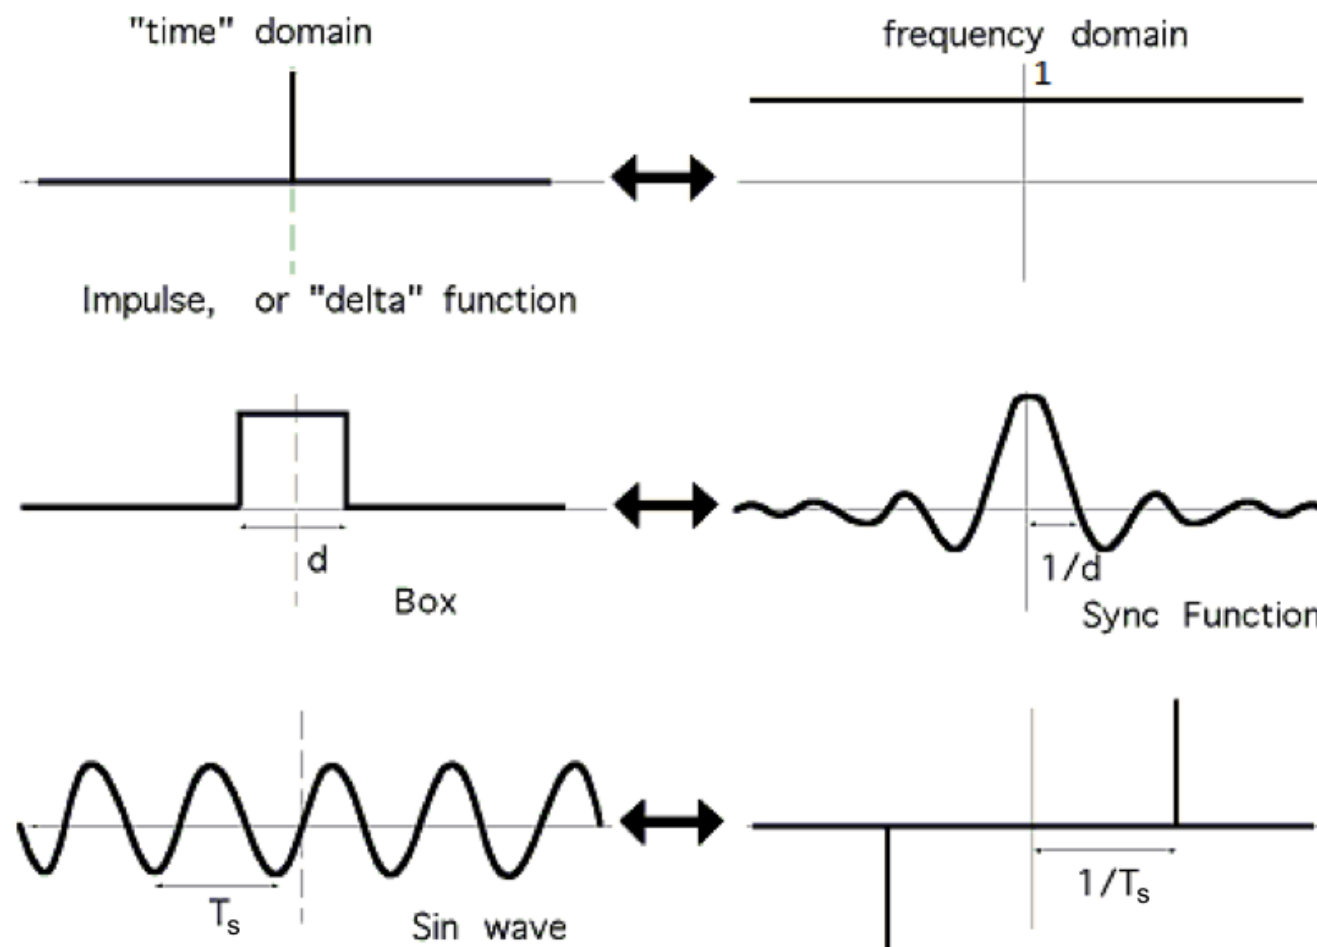 "time" domain
frequency domain
1
Impulse, or "delta" function
d
Box
1/d
Sync Function
Ts
Sin wave
1/Ts